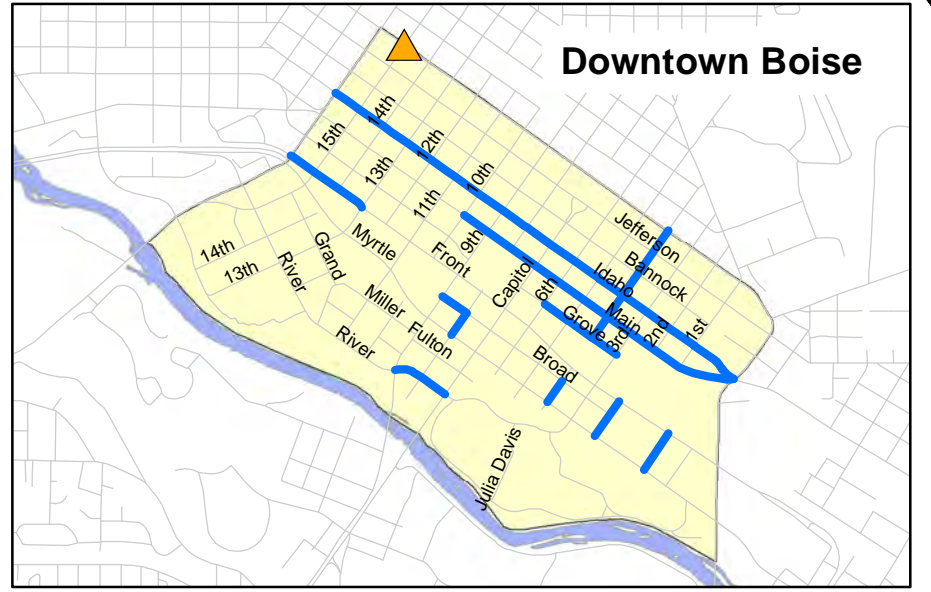 Downtown Boise
14th
15th
12th
13th
10th
11th
Jefferson
9th
Myrtle
Grand
Front
Bannock
14th
13th
River
Capitol
Idaho
6th
Miller
Main
Grove
3rd
2nd
1st
River
Fulton
Broad
Julia Davis